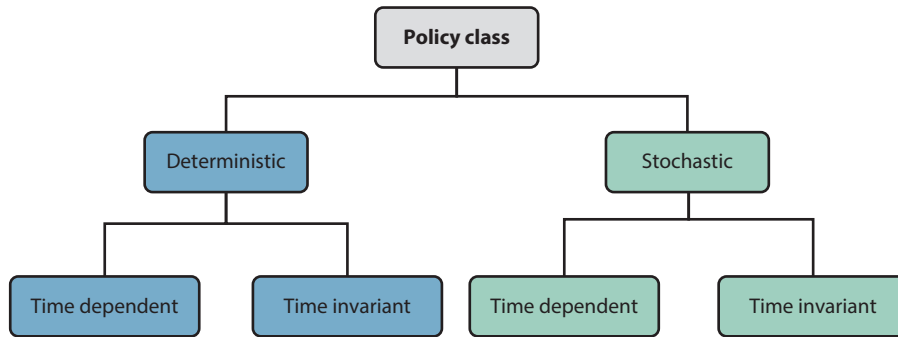 Policy class
Deterministic
Stochastic
Time dependent
Time invariant
Time dependent
Time invariant